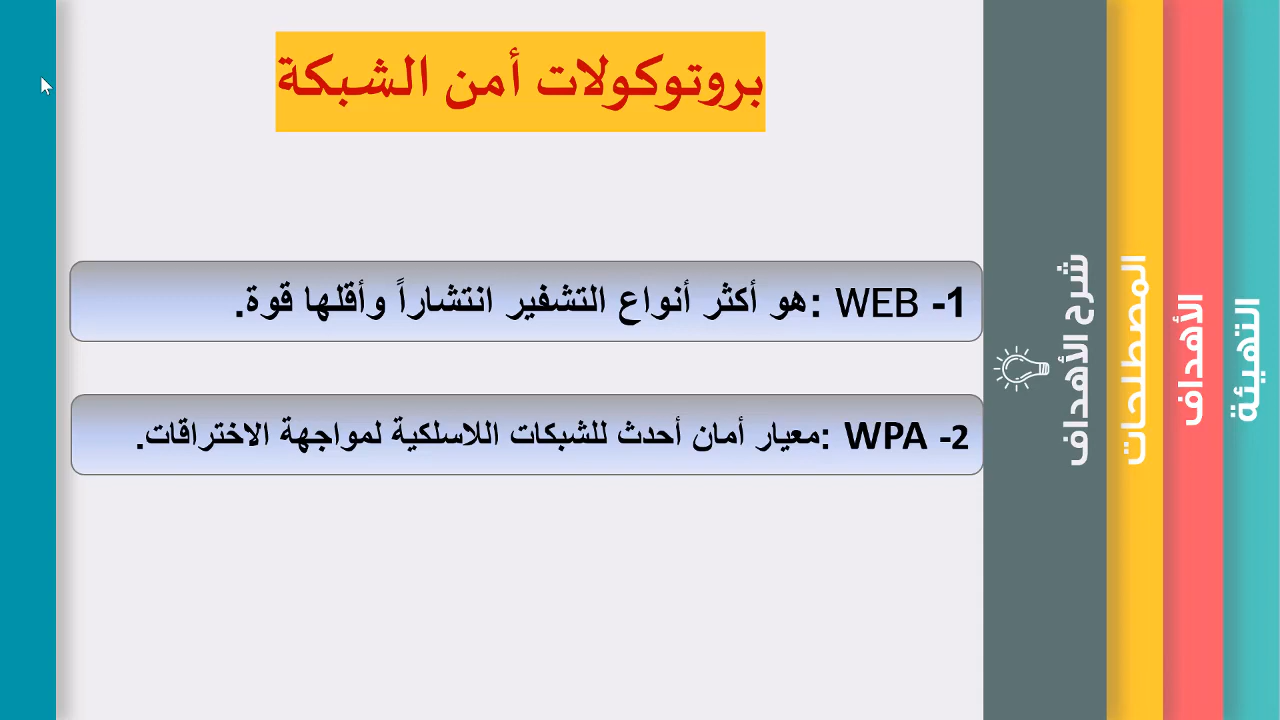 بروتوكولات أمن الشبكة
1- WEB :هو أكثر أنواع التشفير انتشاراً وأقلها قوة.
2- WPA :معيار أمان أحدث للشبكات اللاسلكية لمواجهة الاختراقات.
شرح الأهداف
المصطلحات
الأهداف
التهيئة